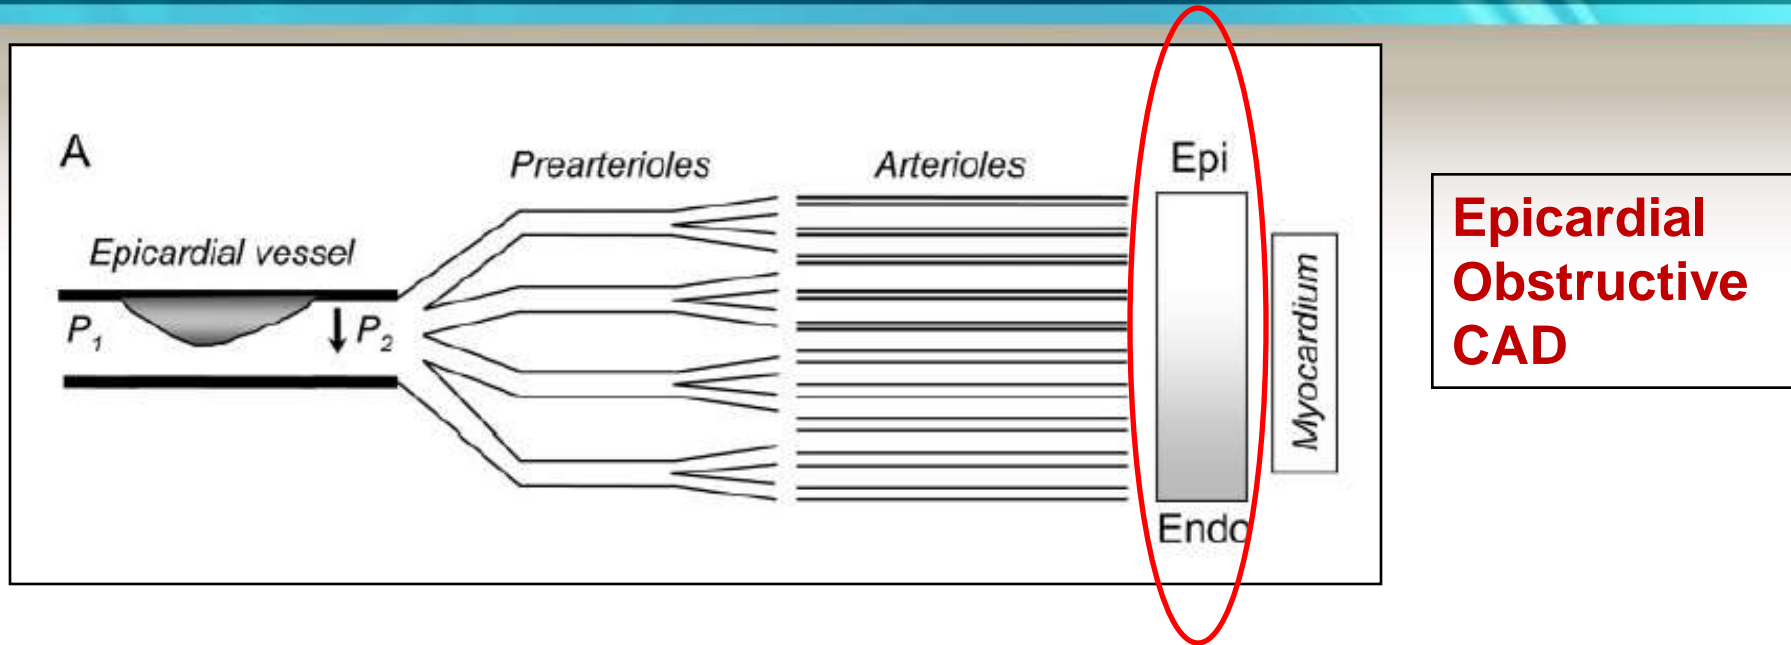 A
Prearterioles
Arterioles
Epi
Epicardial vessel
P1
P2
Myocardium
Endo
Epicardial
Obstructive
CAD